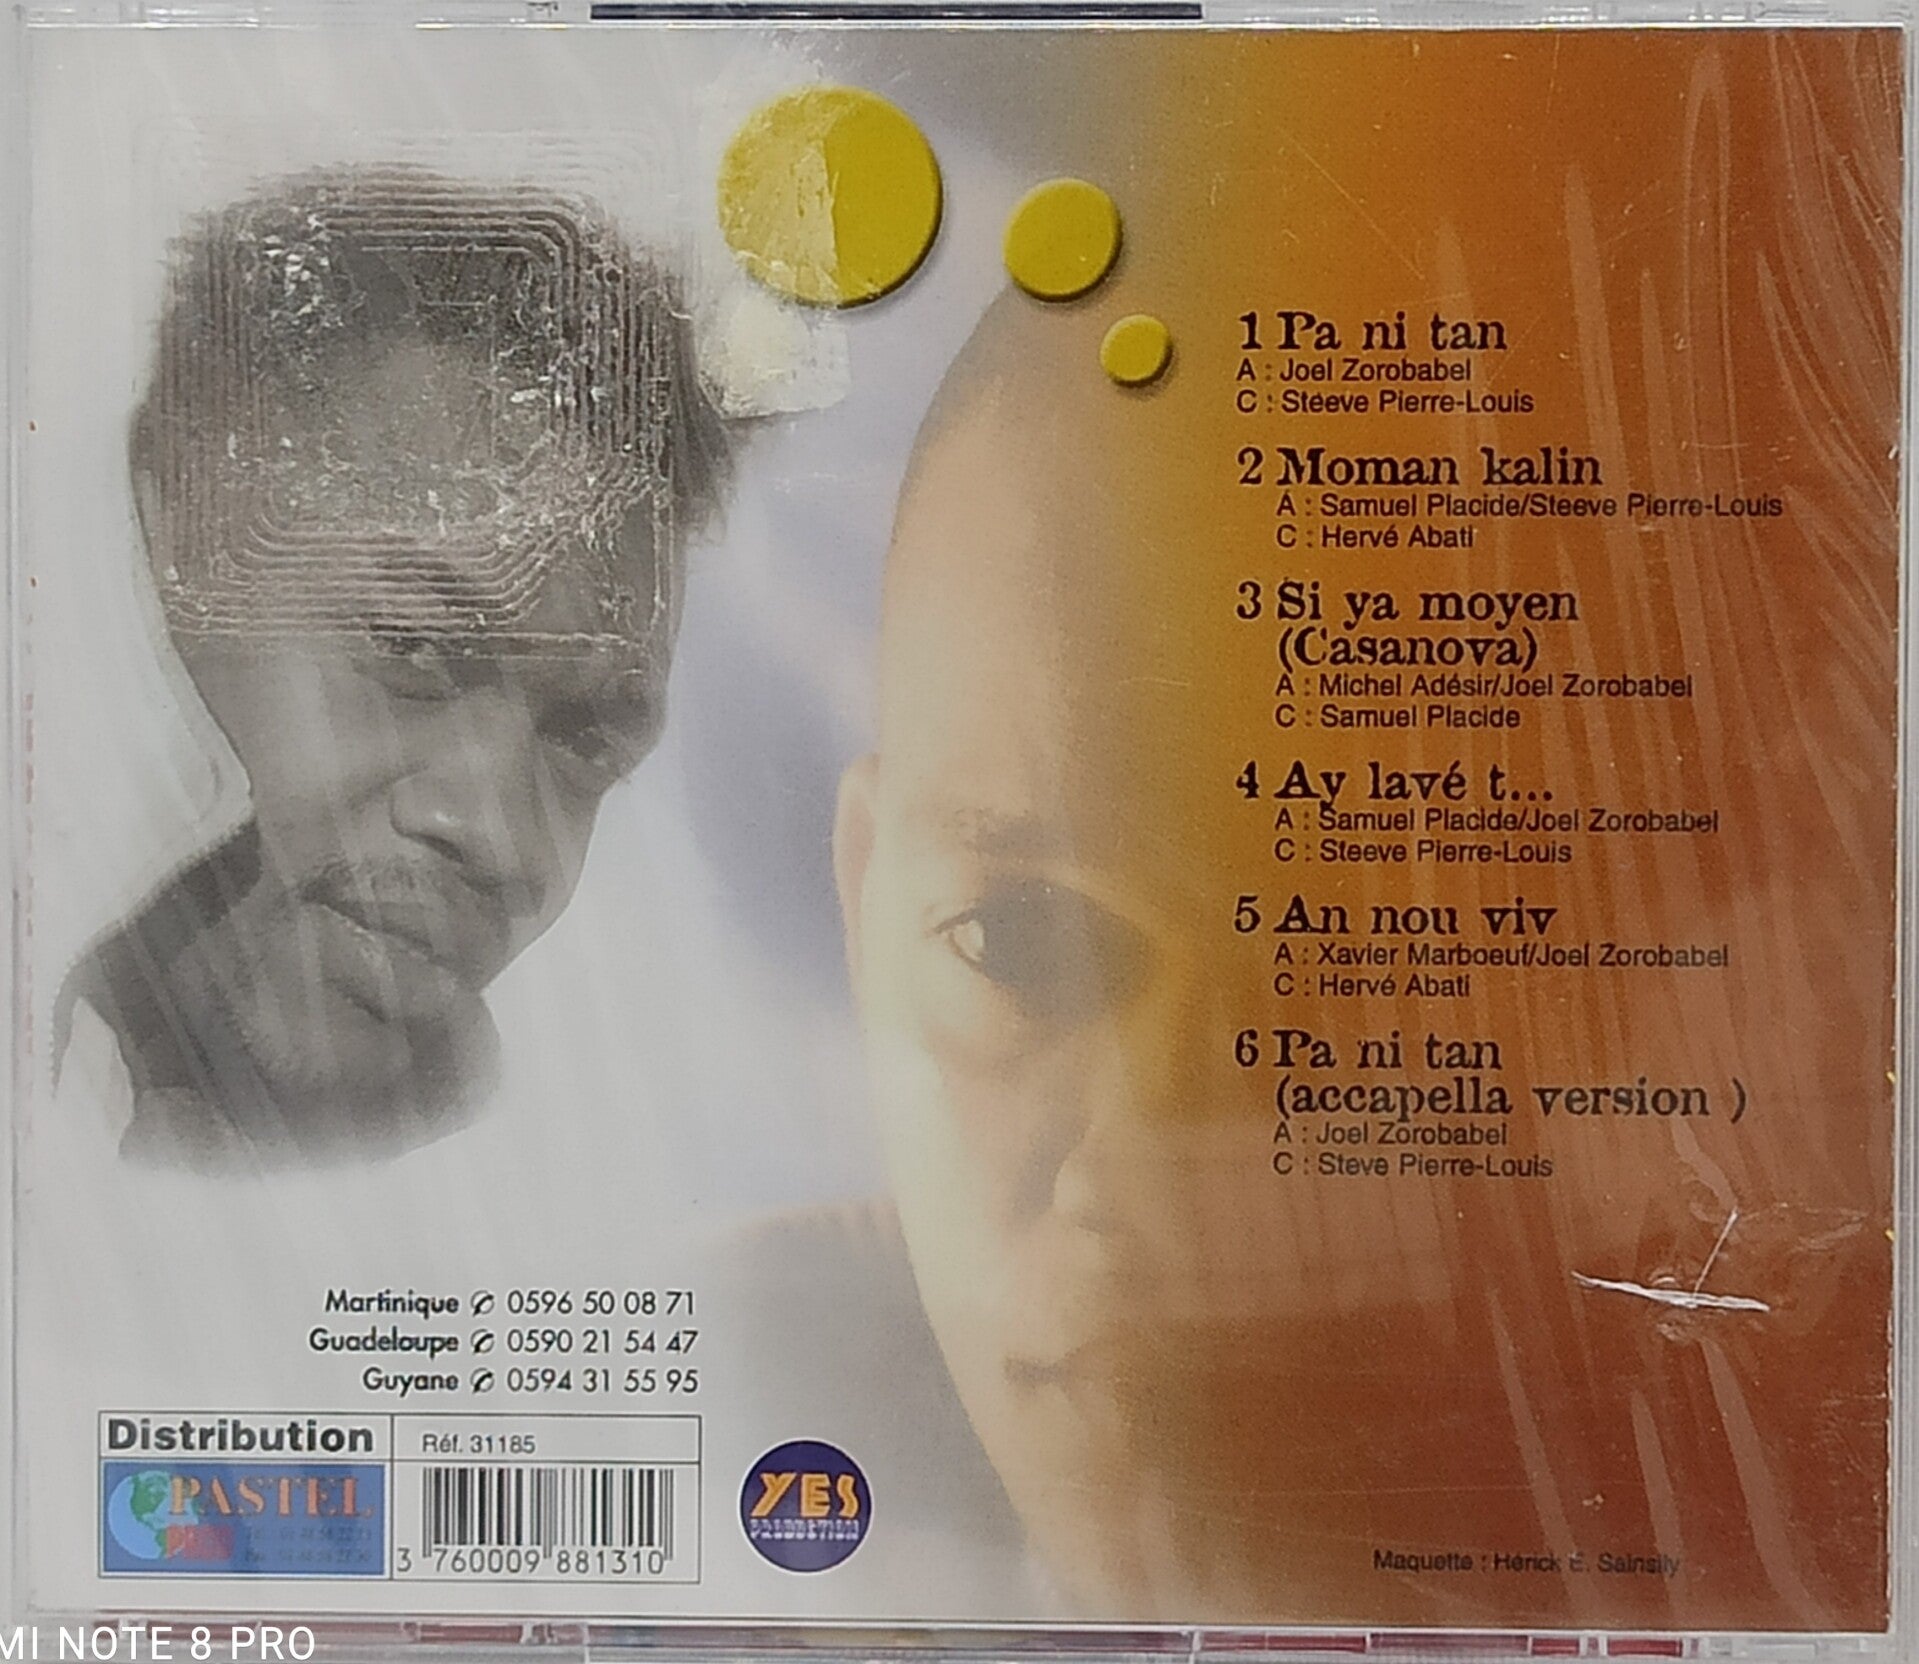 1 Pa ni tan
A : Joel Zorobabel
C : Steeve Pierre-Louis
2 Moman kalin
A : Samuel Placide/Steeve Pierre-Louis
C : Hervé Abati
3 Si ya moyen
(Casanova)
A : Michel Adésir/Joel Zorobabel
C : Samuel Placide
4 Ay lavé t...
A : Samuel Placide/Joel Zorobabel
C : Steeve Pierre-Louis
5 An nou viv
A : Xavier Marboeuf/Joel Zorobabel
C : Hervé Abati
6 Pa ni tan
(accapella version )
A : Joel Zorobabel
C : Steve Pierre-Louis
Martinique ✆ 0596 50 08 71
Guadeloupe ✆ 0590 21 54 47
Guyane ✆ 0594 31 55 95
Distribution
Réf. 31185
PASTEL
3 760009 881310
YES
PRODUCTION
Maquette : Hérick E. Sainsily
MI NOTE 8 PRO